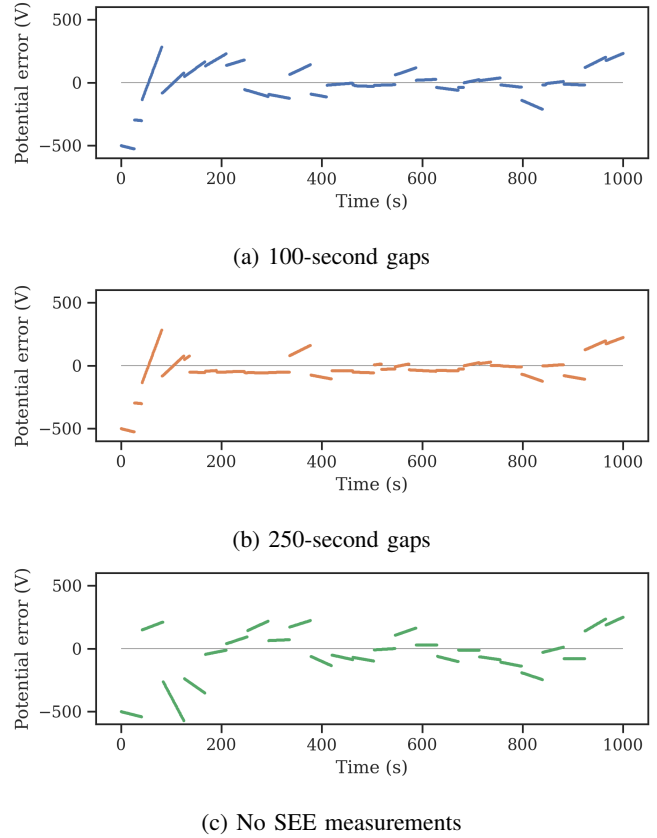 500
0
−500
Potential error (V)
0 200 400 600 800 1000
Time (s)
(a) 100-second gaps
500
0
−500
Potential error (V)
0 200 400 600 800 1000
Time (s)
(b) 250-second gaps
500
0
−500
Potential error (V)
0 200 400 600 800 1000
Time (s)
(c) No SEE measurements